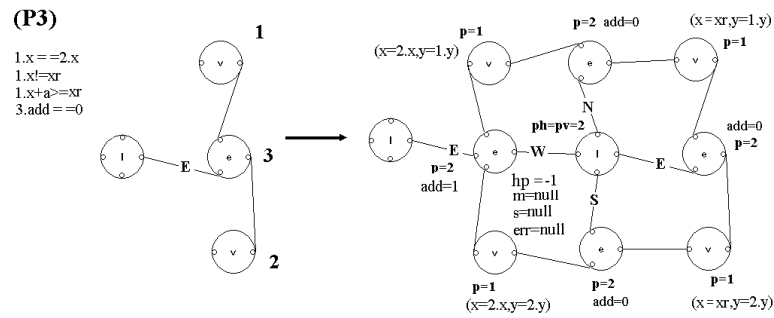 (P3)
1.x ==2.x
1.x!=xr
1.x+a>=xr
3.add ==0
1
v
I
E
e
3
v
2
p=1
(x=2.x,y=1.y)
v
p=2 add=0
e
(x =xr,y=1.y)
p=1
v
N
ph=pv=2
I
E
p=2
add=1
e
W
I
E
add=0
p=2
e
hp =-1
m=null
s=null
err=null
S
v
p=1
(x=2.x,y=2.y)
e
p=2
add=0
v
p=1
(x =xr,y=2.y)